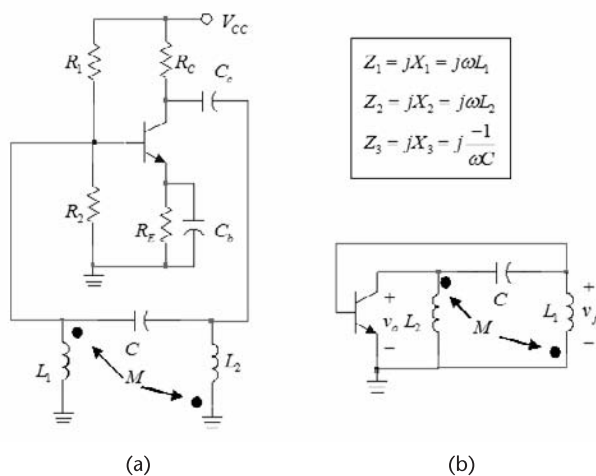 V_CC
R_1
R_C
C_c
R_2
R_E
C_b
C
L_1
M
L_2
(a)
Z_1 = jX_1 = jωL_1
Z_2 = jX_2 = jωL_2
Z_3 = jX_3 = j −1/ωC
C
+
v_o
−
L_2
M
L_1
+
v_f
−
(b)